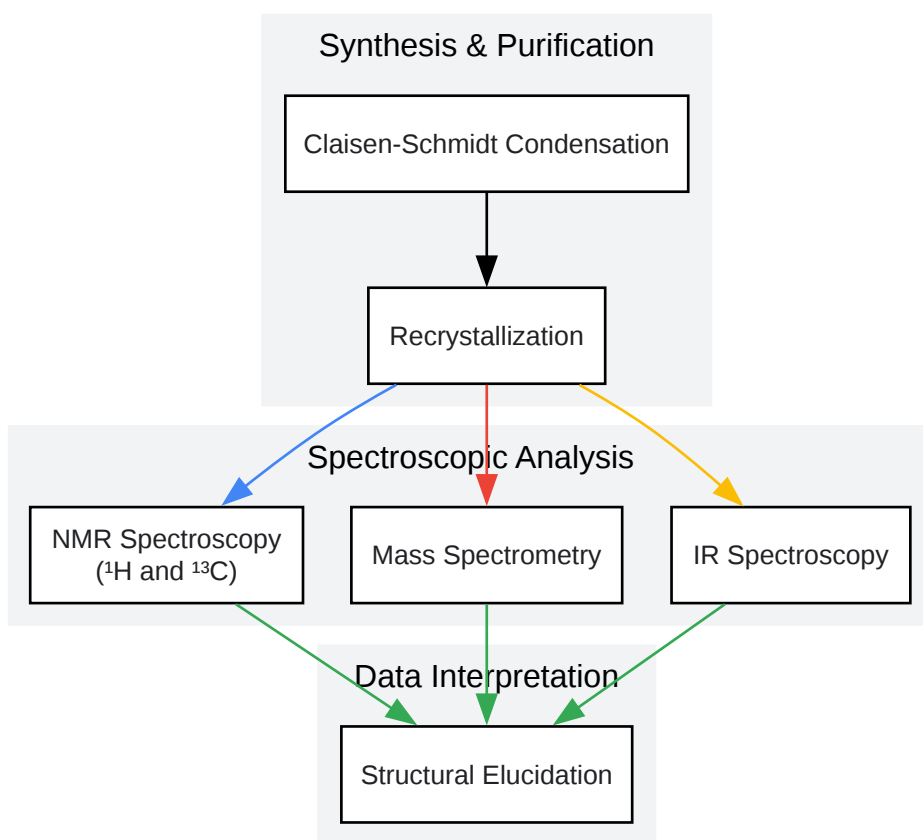 Synthesis & Purification
Claisen-Schmidt Condensation
Recrystallization
Spectroscopic Analysis
NMR Spectroscopy
(¹H and ¹³C)
Mass Spectrometry
IR Spectroscopy
Data Interpretation
Structural Elucidation